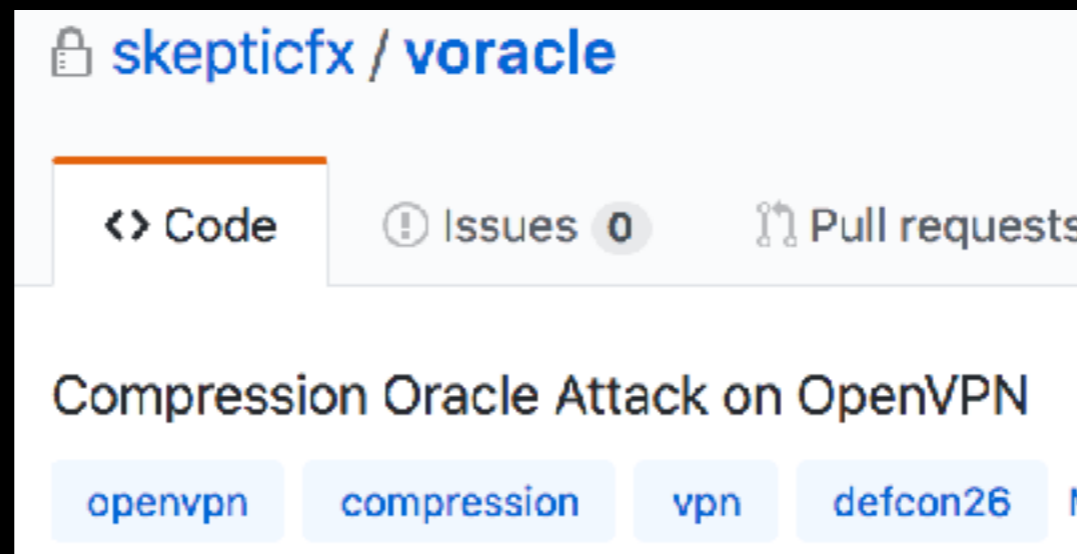 skepticfx / voracle
<> Code Issues 0 Pull requests
Compression Oracle Attack on OpenVPN
openvpn compression vpn defcon26